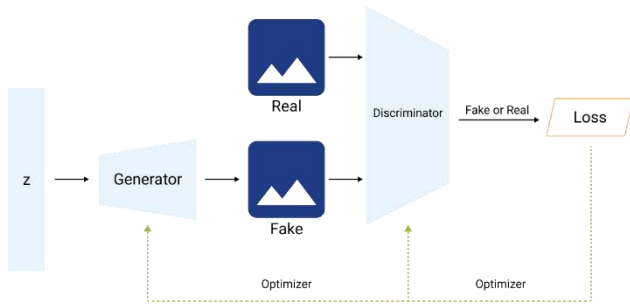 z
Generator
Real
Fake
Discriminator
Fake or Real
Loss
Optimizer
Optimizer